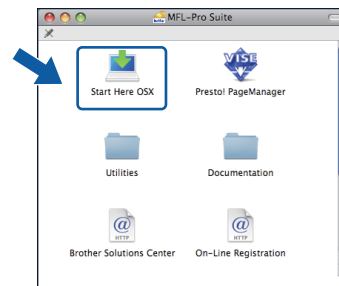 MFL-Pro Suite
VISE
Start Here OSX
Presto! PageManager
Utilities
Documentation
@
HTTP
@
HTTP
Brother Solutions Center
On-Line Registration